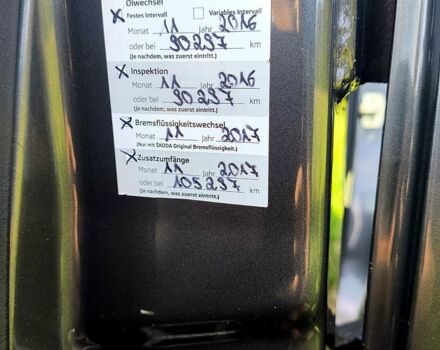 Ölwechsel
X Festes Intervall Variables Intervall
Monat 11 Jahr 2016
oder bei 90297 km
(Je nachdem, was zuerst eintritt.)
X Inspektion
Monat 11 Jahr 2016
oder bei 90297 km
(Je nachdem, was zuerst eintritt.)
X Bremsflüssigkeitswechsel
Monat 11 Jahr 2017
(Nur mit ŠKODA Original Bremsflüssigkeit.)
X Zusatzumfänge
Monat 11 Jahr 2017
oder bei 105297 km
(Je nachdem, was zuerst eintritt.)